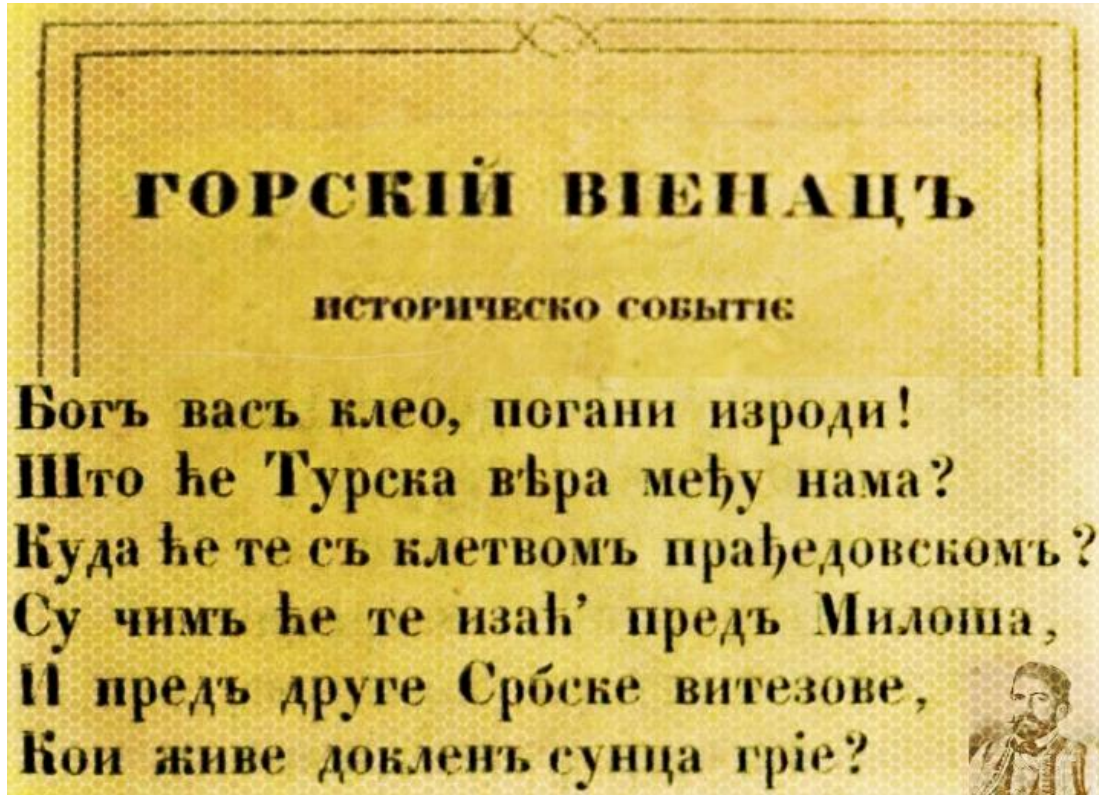 ГОРСКІЙ ВІЕНАЦЪ
ИСТОРИЧЕСКО СОБЫТІЄ
Богъ васъ клео, погани изроди!
Што ће Турска вѣра међу нама?
Куда ће те съ клетвомъ прађедовскомъ?
Су чимъ ће те изаћ’ предъ Милоша,
И предъ друге Србске витезове,
Кои живе докленъ сунца гріе?